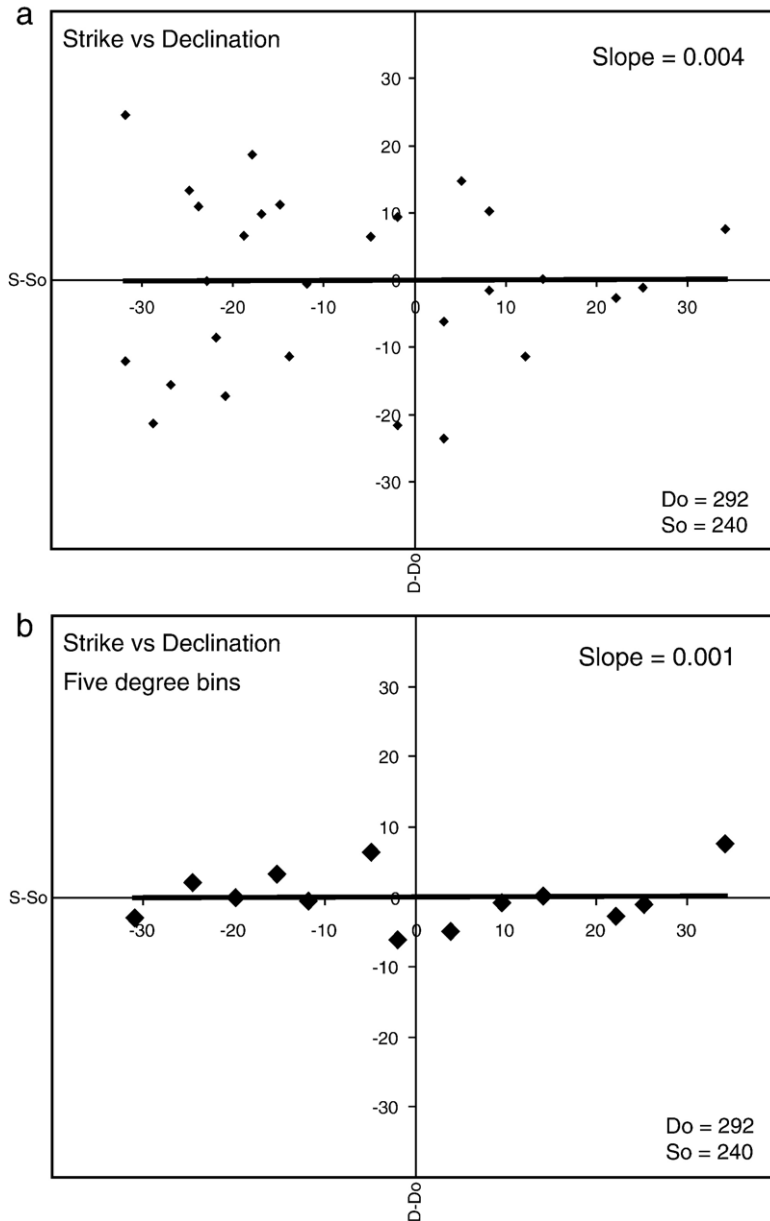 a
Strike vs Declination
Slope = 0.004
30
20
10
S-So
0
-30 -20 -10 0 10 20 30
-10
-20
-30
Do = 292
So = 240
D-Do
b
Strike vs Declination
Slope = 0.001
Five degree bins
30
20
10
S-So
0
-30 -20 -10 0 10 20 30
-10
-20
-30
Do = 292
So = 240
D-Do